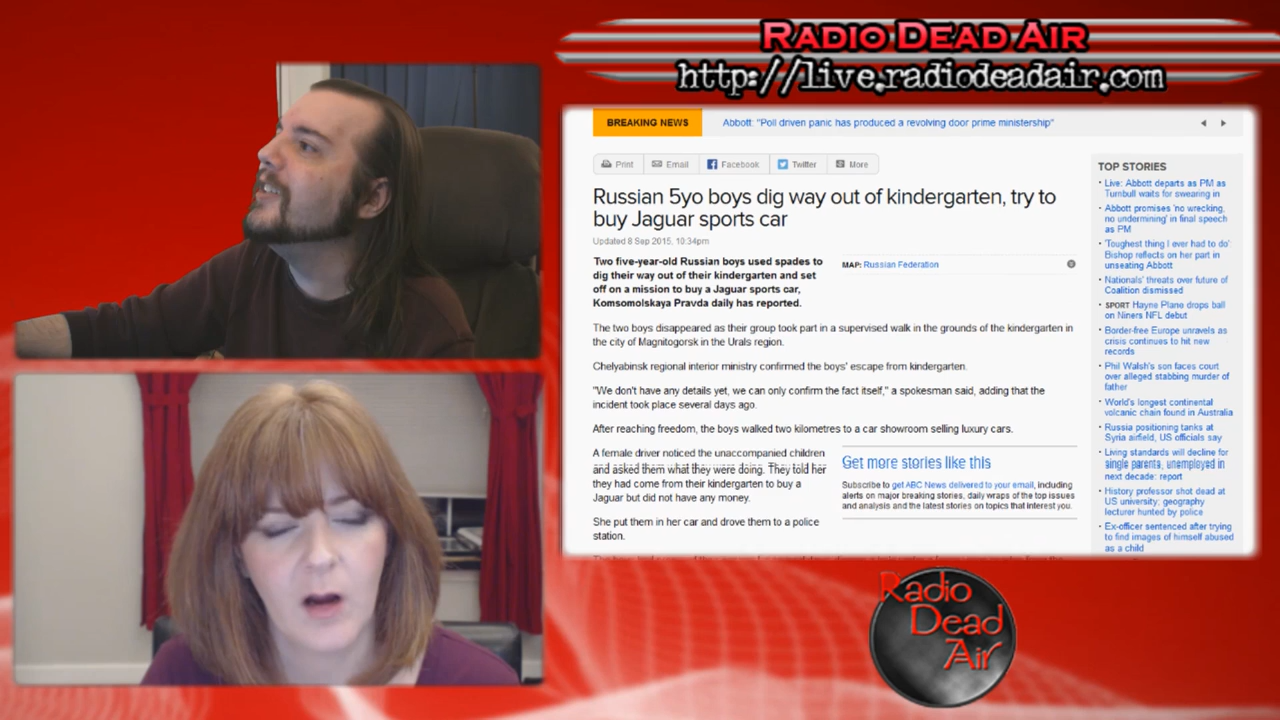 RADIO DEAD AIR
http://live.radiodeadair.com
BREAKING NEWS
Abbott: "Poll driven panic has produced a revolving door prime ministership"
Print
Email
Facebook
Twitter
More
Russian 5yo boys dig way out of kindergarten, try to
buy Jaguar sports car
Updated 8 Sep 2015, 10:34pm
Two five-year-old Russian boys used spades to
dig their way out of their kindergarten and set
off on a mission to buy a Jaguar sports car,
Komsomolskaya Pravda daily has reported.
MAP: Russian Federation
The two boys disappeared as their group took part in a supervised walk in the grounds of the kindergarten in
the city of Magnitogorsk in the Urals region.
Chelyabinsk regional interior ministry confirmed the boys' escape from kindergarten.
"We don't have any details yet, we can only confirm the fact itself," a spokesman said, adding that the
incident took place several days ago.
After reaching freedom, the boys walked two kilometres to a car showroom selling luxury cars.
A female driver noticed the unaccompanied children
and asked them what they were doing. They told her
they had come from their kindergarten to buy a
Jaguar but did not have any money.
She put them in her car and drove them to a police
station.
Get more stories like this
Subscribe to get ABC News delivered to your email, including
alerts on major breaking stories, daily wraps of the top issues
and analysis and the latest stories on topics that interest you.
TOP STORIES
Live: Abbott departs as PM as
Turnbull waits for swearing in
Abbott promises 'no wrecking,
no undermining' in final speech
as PM
'Toughest thing I ever had to do'
Bishop reflects on her part in
unseating Abbott
Nationals' threats over future of
Coalition dismissed
SPORT Hayne Plane drops ball
on Niners NFL debut
Border-free Europe unravels as
crisis continues to hit new
records
Phil Walsh's son faces court
over alleged stabbing murder of
father
World's longest continental
volcanic chain found in Australia
Russia positioning tanks at
Syria airfield, US officials say
Living standards will decline for
single parents, unemployed in
next decade: report
History professor shot dead at
US university; geography
lecturer hunted by police
Ex-officer sentenced after trying
to find images of himself abused
as a child
Radio
Dead
Air